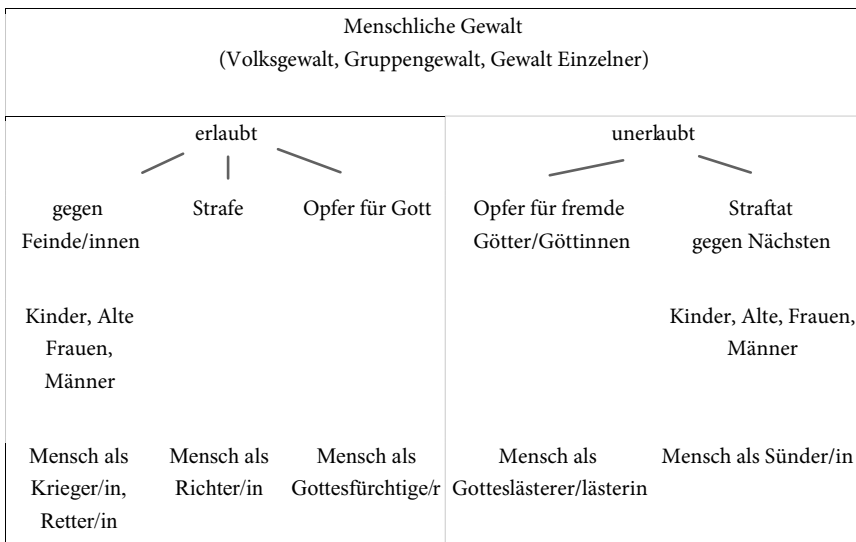 Menschliche Gewalt
(Volksgewalt, Gruppengewalt, Gewalt Einzelner)
erlaubt
unerlaubt
gegen
Feinde/innen
Strafe
Opfer für Gott
Opfer für fremde
Götter/Göttinnen
Straftat
gegen Nächsten
Kinder, Alte
Frauen,
Männer
Kinder, Alte, Frauen,
Männer
Mensch als
Krieger/in,
Retter/in
Mensch als
Richter/in
Mensch als
Gottesfürchtige/r
Mensch als
Gotteslästerer/lästerin
Mensch als Sünder/in